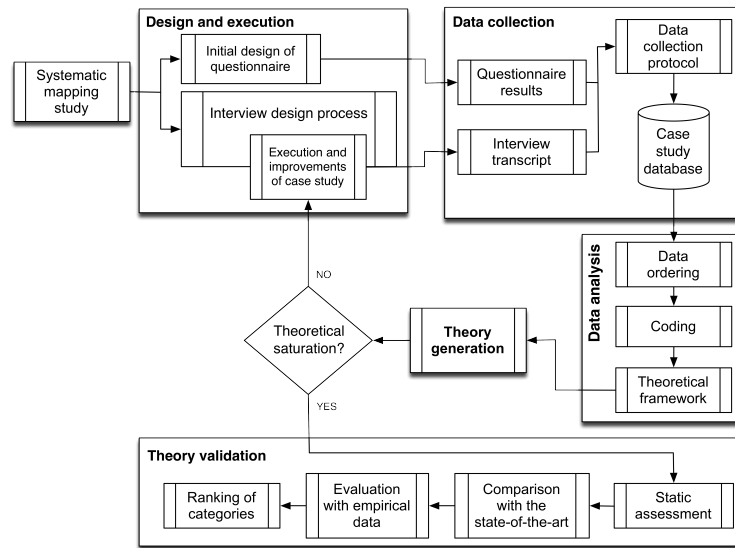 Design and execution
Systematic
mapping
study
Initial design of
questionnaire
Interview design process
Execution and
improvements
of case study
Data collection
Questionnaire
results
Interview
transcript
Data
collection
protocol
Case
study
database
Data analysis
Data
ordering
Coding
Theoretical
framework
Theory
generation
Theoretical
saturation?
NO
YES
Theory validation
Static
assessment
Comparison
with the
state-of-the-art
Evaluation
with empirical
data
Ranking of
categories